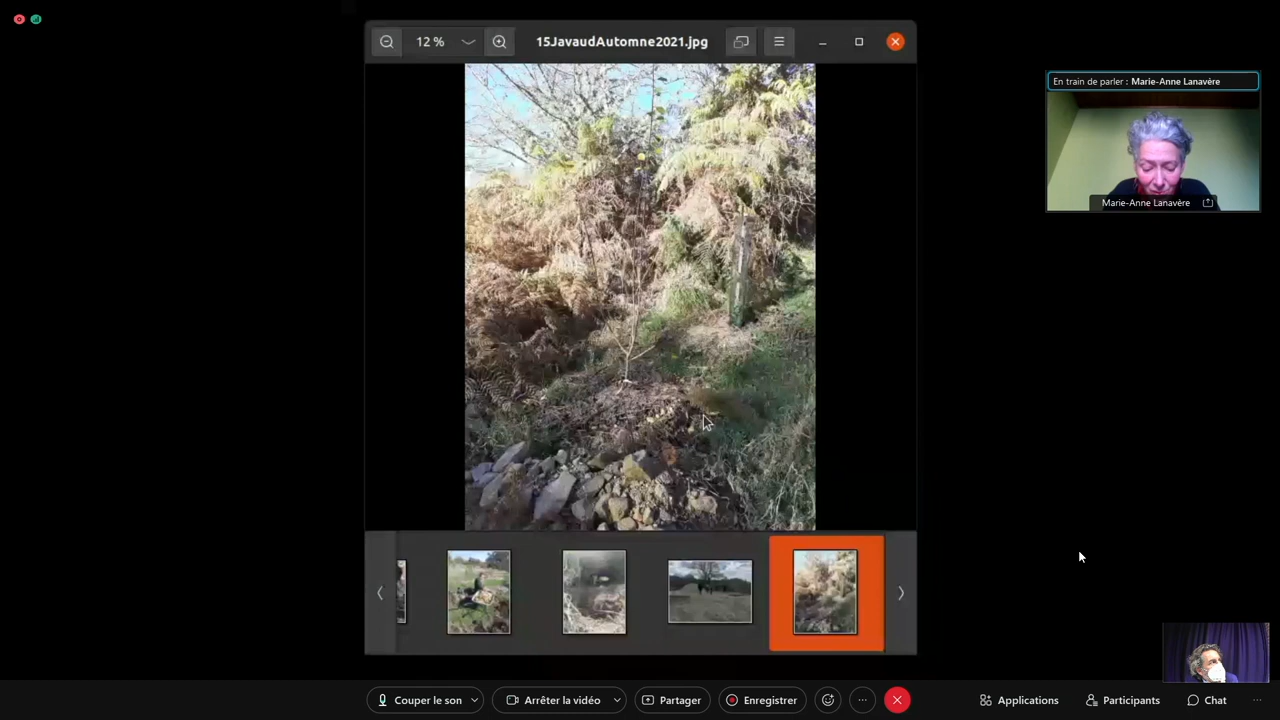 12 %
15JavaudAutomne2021.jpg
En train de parler : Marie-Anne Lanavère
Marie-Anne Lanavère
Couper le son
Arrêter la vidéo
Partager
Enregistrer
Applications
Participants
Chat